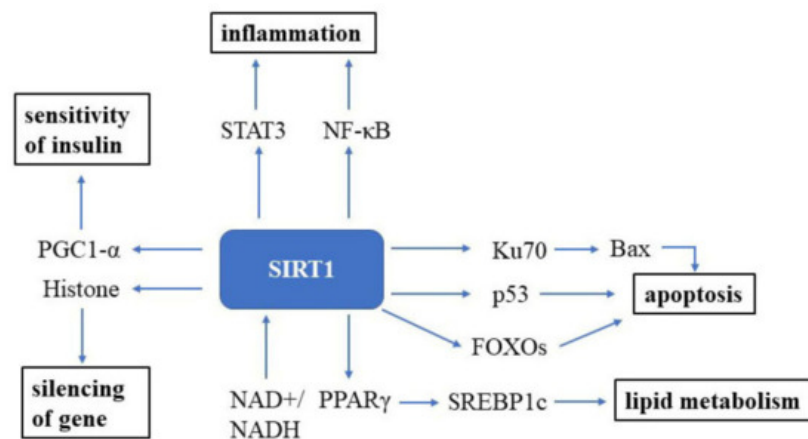 inflammation
sensitivity
of insulin
STAT3
NF-κB
PGC1-α
SIRT1
Ku70
Bax
Histone
p53
apoptosis
FOXOs
silencing
of gene
NAD+/
NADH
PPARγ
SREBP1c
lipid metabolism